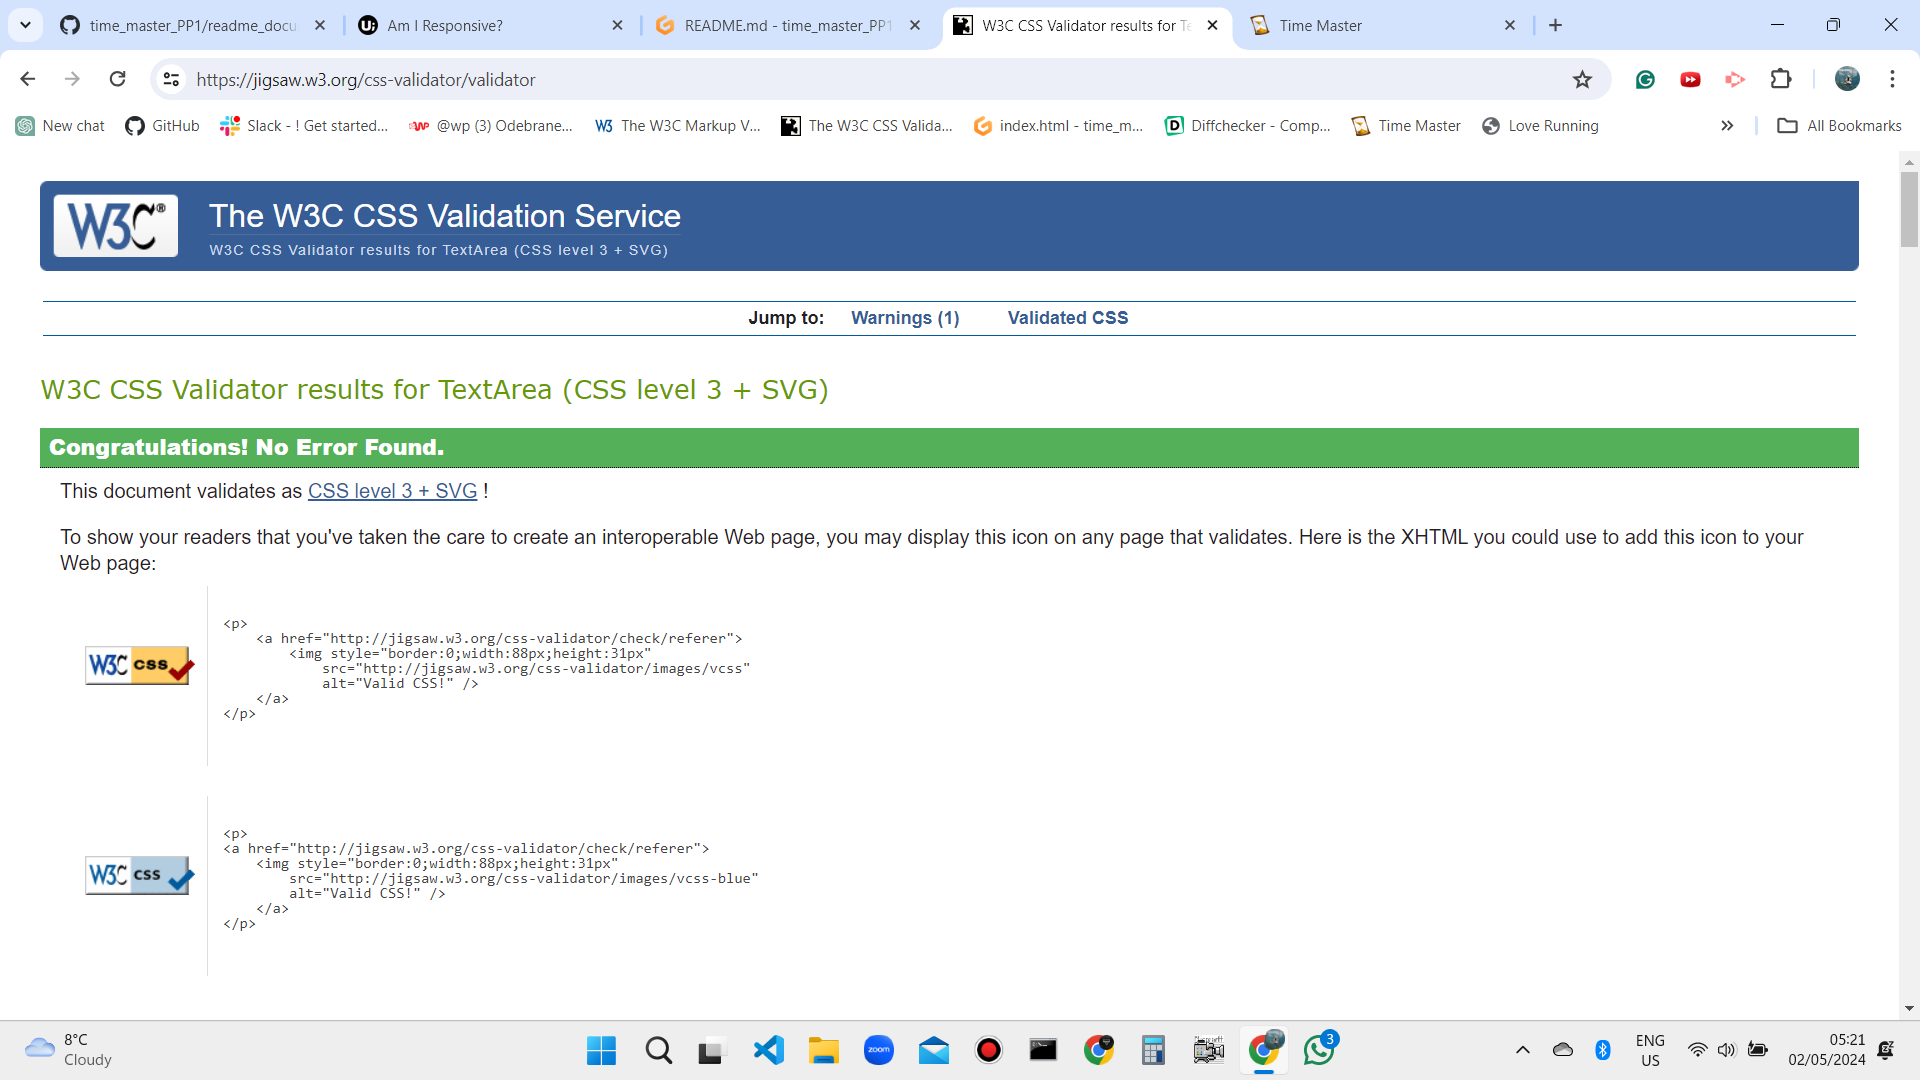 time_master_PP1/readme_docu
Am I Responsive?
README.md - time_master_PP1
W3C CSS Validator results for Te
Time Master
https://jigsaw.w3.org/css-validator/validator
New chat
GitHub
Slack - ! Get started...
@wp (3) Odebrane...
The W3C Markup V...
The W3C CSS Valida...
index.html - time_m...
Diffchecker - Comp...
Time Master
Love Running
All Bookmarks
W3C®
The W3C CSS Validation Service
W3C CSS Validator results for TextArea (CSS level 3 + SVG)
Jump to: Warnings (1) Validated CSS
W3C CSS Validator results for TextArea (CSS level 3 + SVG)
Congratulations! No Error Found.
This document validates as CSS level 3 + SVG !
To show your readers that you've taken the care to create an interoperable Web page, you may display this icon on any page that validates. Here is the XHTML you could use to add this icon to your
Web page:
W3C css
<p>
<a href="http://jigsaw.w3.org/css-validator/check/referer">
<img style="border:0;width:88px;height:31px"
src="http://jigsaw.w3.org/css-validator/images/vcss"
alt="Valid CSS!" />
</a>
</p>
W3C css
<p>
<a href="http://jigsaw.w3.org/css-validator/check/referer">
<img style="border:0;width:88px;height:31px"
src="http://jigsaw.w3.org/css-validator/images/vcss-blue"
alt="Valid CSS!" />
</a>
</p>
8°C
Cloudy
zoom
3
ENG
US
05:21
02/05/2024